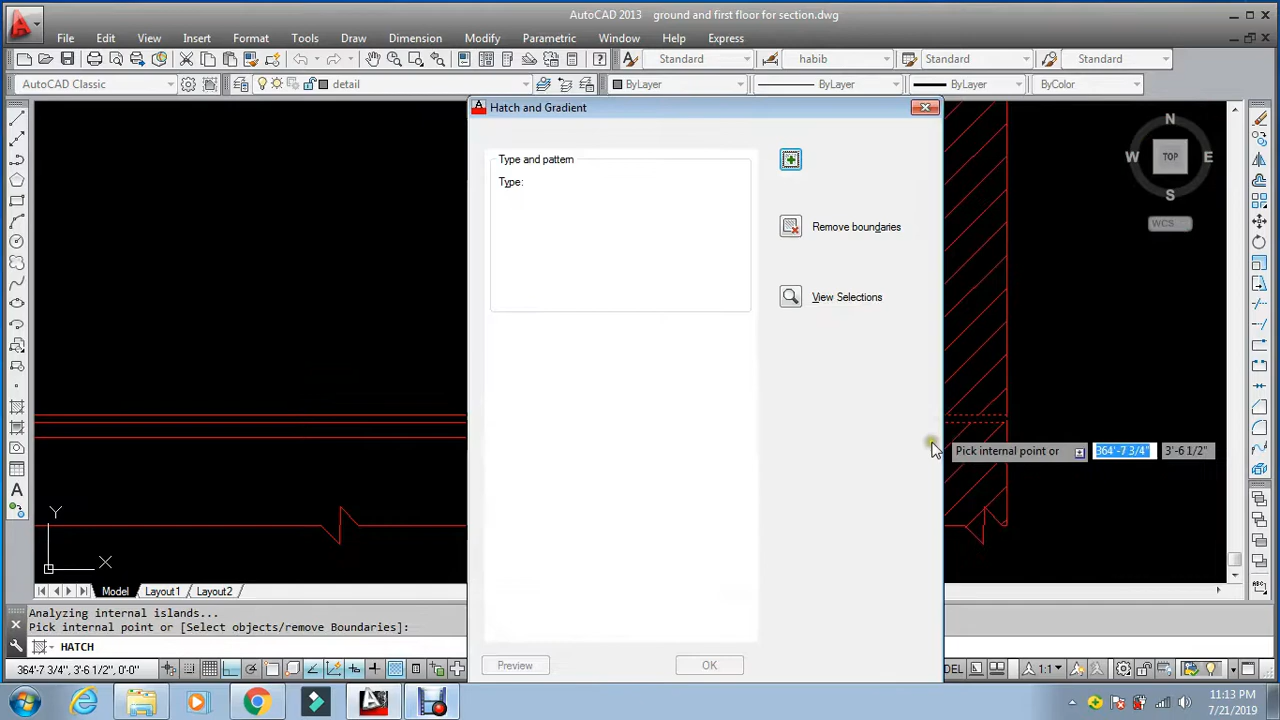 AutoCAD 2013 ground and first floor for section.dwg
File Edit View Insert Format Tools Draw Dimension Modify Parametric Window Help Express
Standard habib Standard Standard
AutoCAD Classic detail ByLayer ByLayer ByLayer ByColor
Hatch and Gradient
Type and pattern
Type:
Remove boundaries
View Selections
N
W TOP E
S
WCS
Pick internal point or 364'-7 3/4" 3'-6 1/2"
Y
X
Model Layout1 Layout2
Analyzing internal islands...
Pick internal point or [Select objects/remove Boundaries]:
HATCH
Preview OK
364'-7 3/4", 3'-6 1/2", 0'-0" DEL 1:1
11:13 PM
7/21/2019